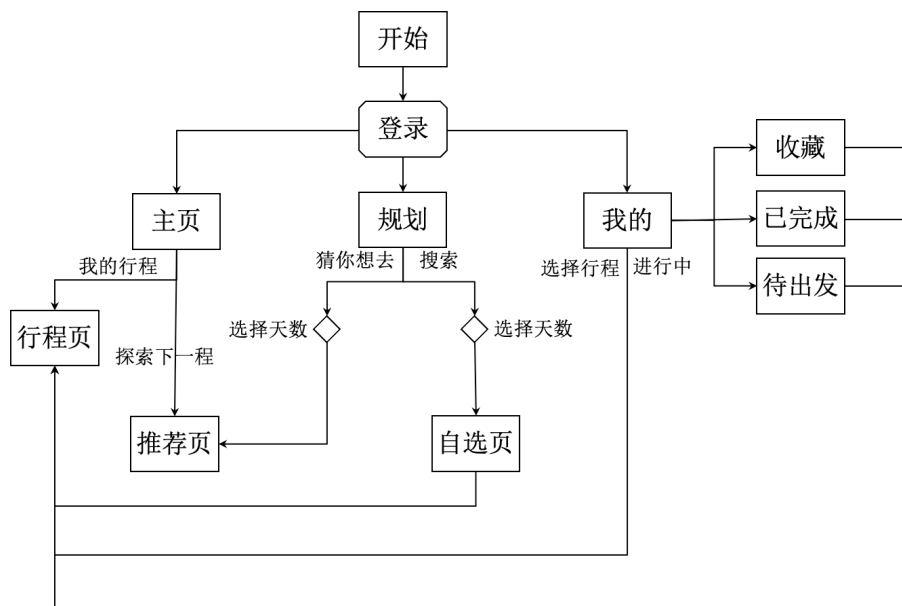 开始
登录
主页
规划
我的
收藏
已完成
待出发
我的行程
猜你想去
搜索
选择行程
进行中
行程页
选择天数
选择天数
探索下一程
推荐页
自选页